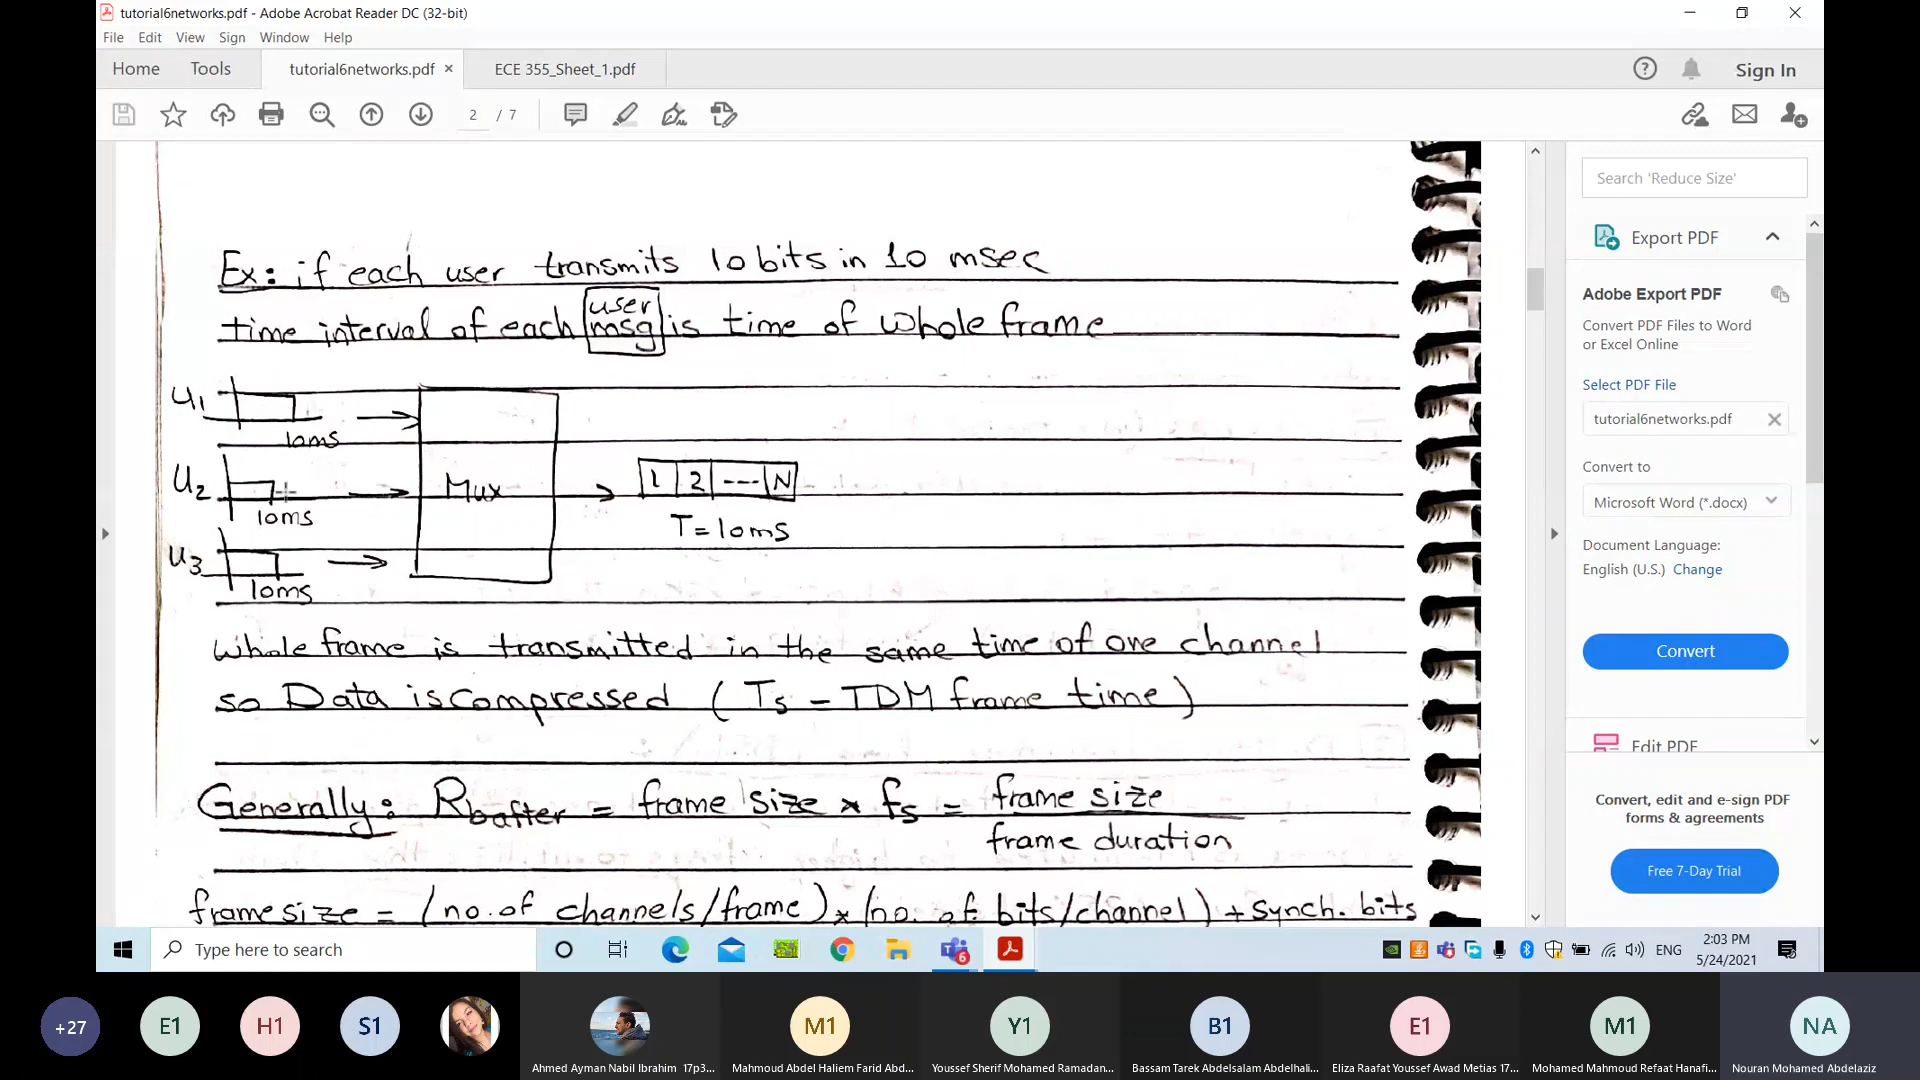 tutorial6networks.pdf - Adobe Acrobat Reader DC (32-bit)
File Edit View Sign Window Help
Home Tools tutorial6networks.pdf × ECE 355_Sheet_1.pdf Sign In
2 / 7
Ex: if each user transmits 10 bits in 10 msec
time interval of each user msg is time of whole frame
U1
10ms
U2
10ms
U3
10ms
Mux
1 2 --- N
T=10ms
whole frame is transmitted in the same time of one channel
so Data is compressed ( Ts = TDM frame time )
Generally: Rb after = frame size × fs = frame size
frame duration
frame size = (no. of channels/frame) × (no. of bits/channel) + synch. bits
Search 'Reduce Size'
Export PDF
Adobe Export PDF
Convert PDF Files to Word
or Excel Online
Select PDF File
tutorial6networks.pdf
Convert to
Microsoft Word (*.docx)
Document Language:
English (U.S.) Change
Convert
Edit PDF
Convert, edit and e-sign PDF
forms & agreements
Free 7-Day Trial
Type here to search
6
ENG
2:03 PM
5/24/2021
+27 E1 H1 S1 M1 Y1 B1 E1 M1 NA
Ahmed Ayman Nabil Ibrahim 17p3...
Mahmoud Abdel Haliem Farid Abd...
Youssef Sherif Mohamed Ramadan...
Bassam Tarek Abdelsalam Abdelhali...
Eliza Raafat Youssef Awad Metias 17...
Mohamed Mahmoud Refaat Hanafi...
Nouran Mohamed Abdelaziz